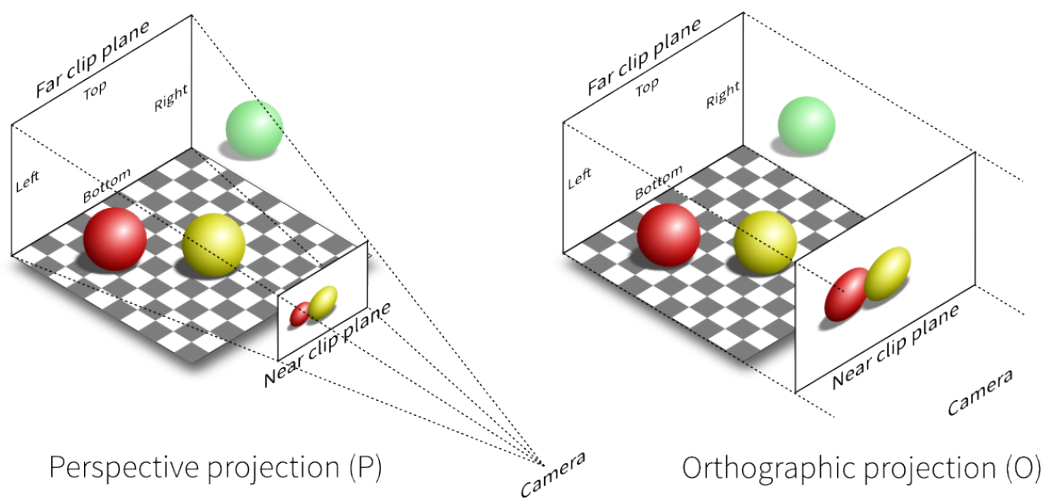 Far clip plane
Top
Right
Left
Bottom
Near clip plane
Camera
Perspective projection (P)
Far clip plane
Top
Right
Left
Bottom
Near clip plane
Camera
Orthographic projection (O)